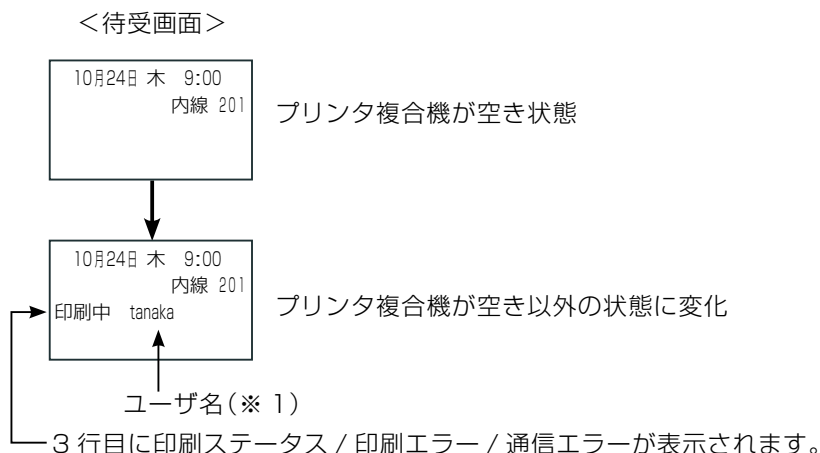 ＜待受画面＞
10月24日 木 9:00
内線 201
プリンタ複合機が空き状態
10月24日 木 9:00
内線 201
印刷中 tanaka
プリンタ複合機が空き以外の状態に変化
ユーザ名（※ 1）
3 行目に印刷ステータス / 印刷エラー / 通信エラーが表示されます。